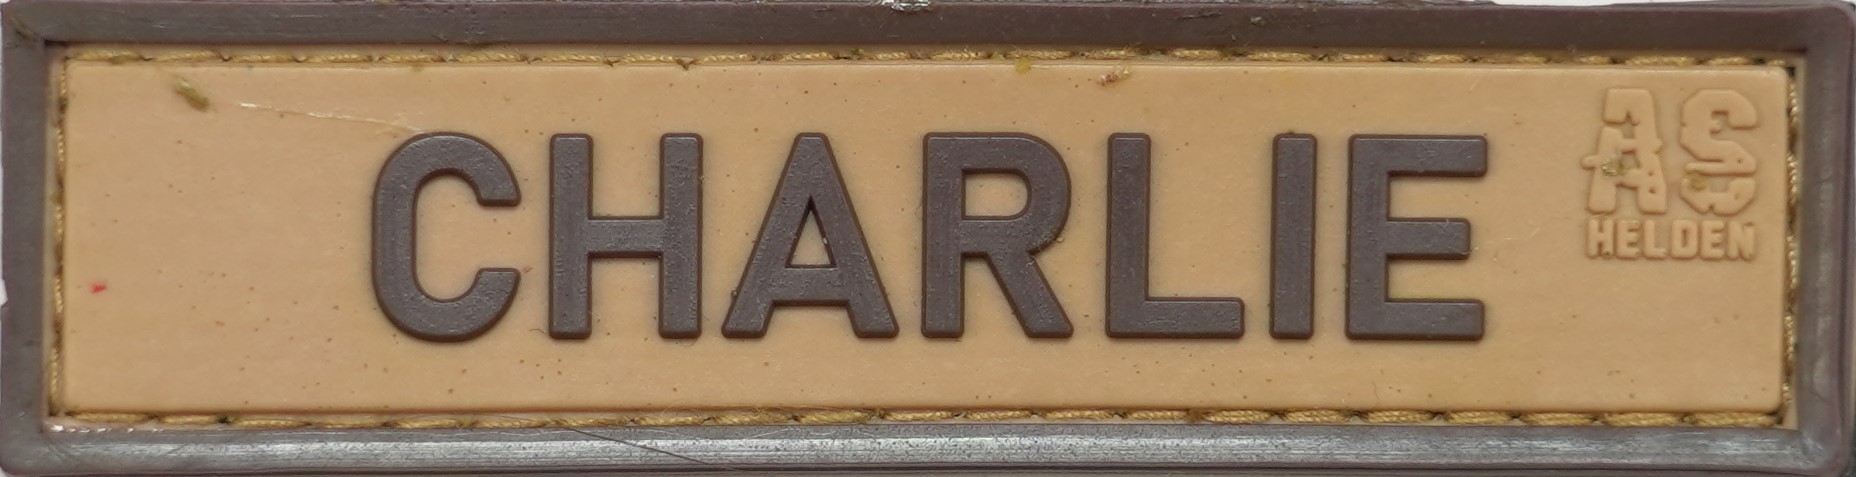 CHARLIE
AS
HELDEN